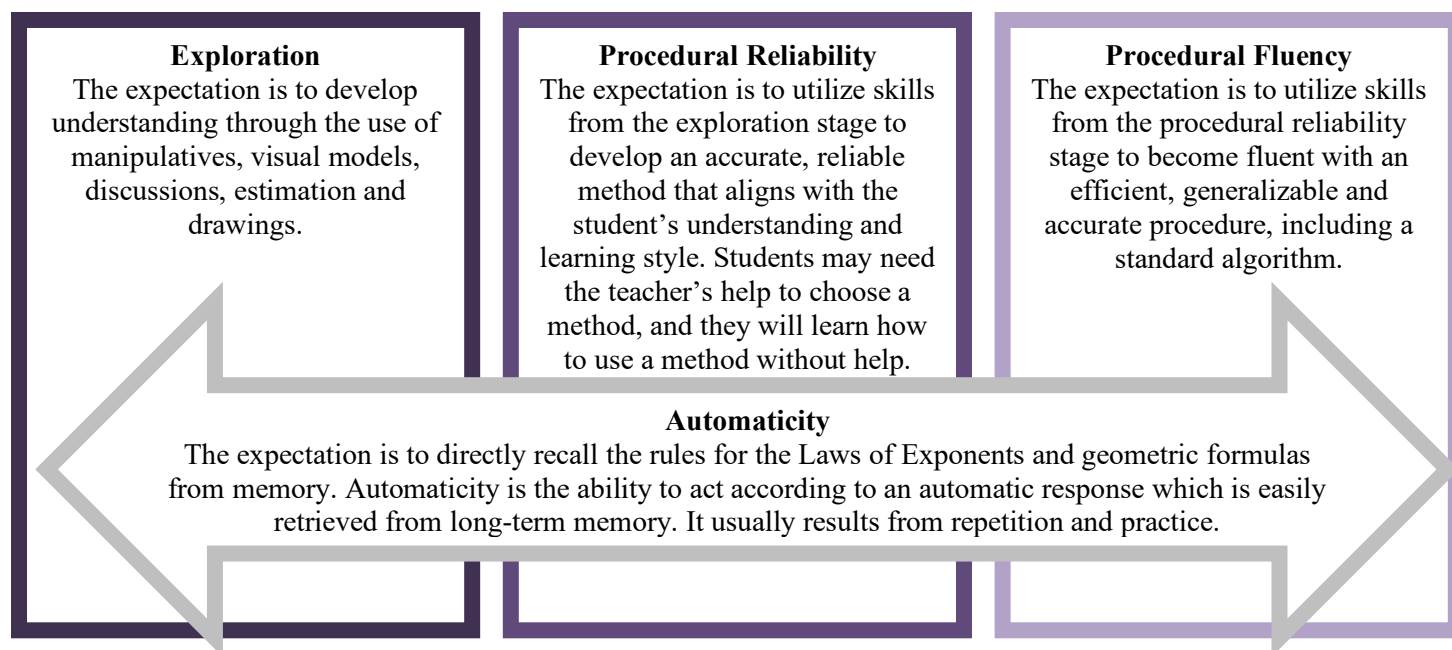 Exploration
The expectation is to develop
understanding through the use of
manipulatives, visual models,
discussions, estimation and
drawings.
Procedural Reliability
The expectation is to utilize skills
from the exploration stage to
develop an accurate, reliable
method that aligns with the
student’s understanding and
learning style. Students may need
the teacher’s help to choose a
method, and they will learn how
to use a method without help.
Procedural Fluency
The expectation is to utilize skills
from the procedural reliability
stage to become fluent with an
efficient, generalizable and
accurate procedure, including a
standard algorithm.
Automaticity
The expectation is to directly recall the rules for the Laws of Exponents and geometric formulas
from memory. Automaticity is the ability to act according to an automatic response which is easily
retrieved from long-term memory. It usually results from repetition and practice.